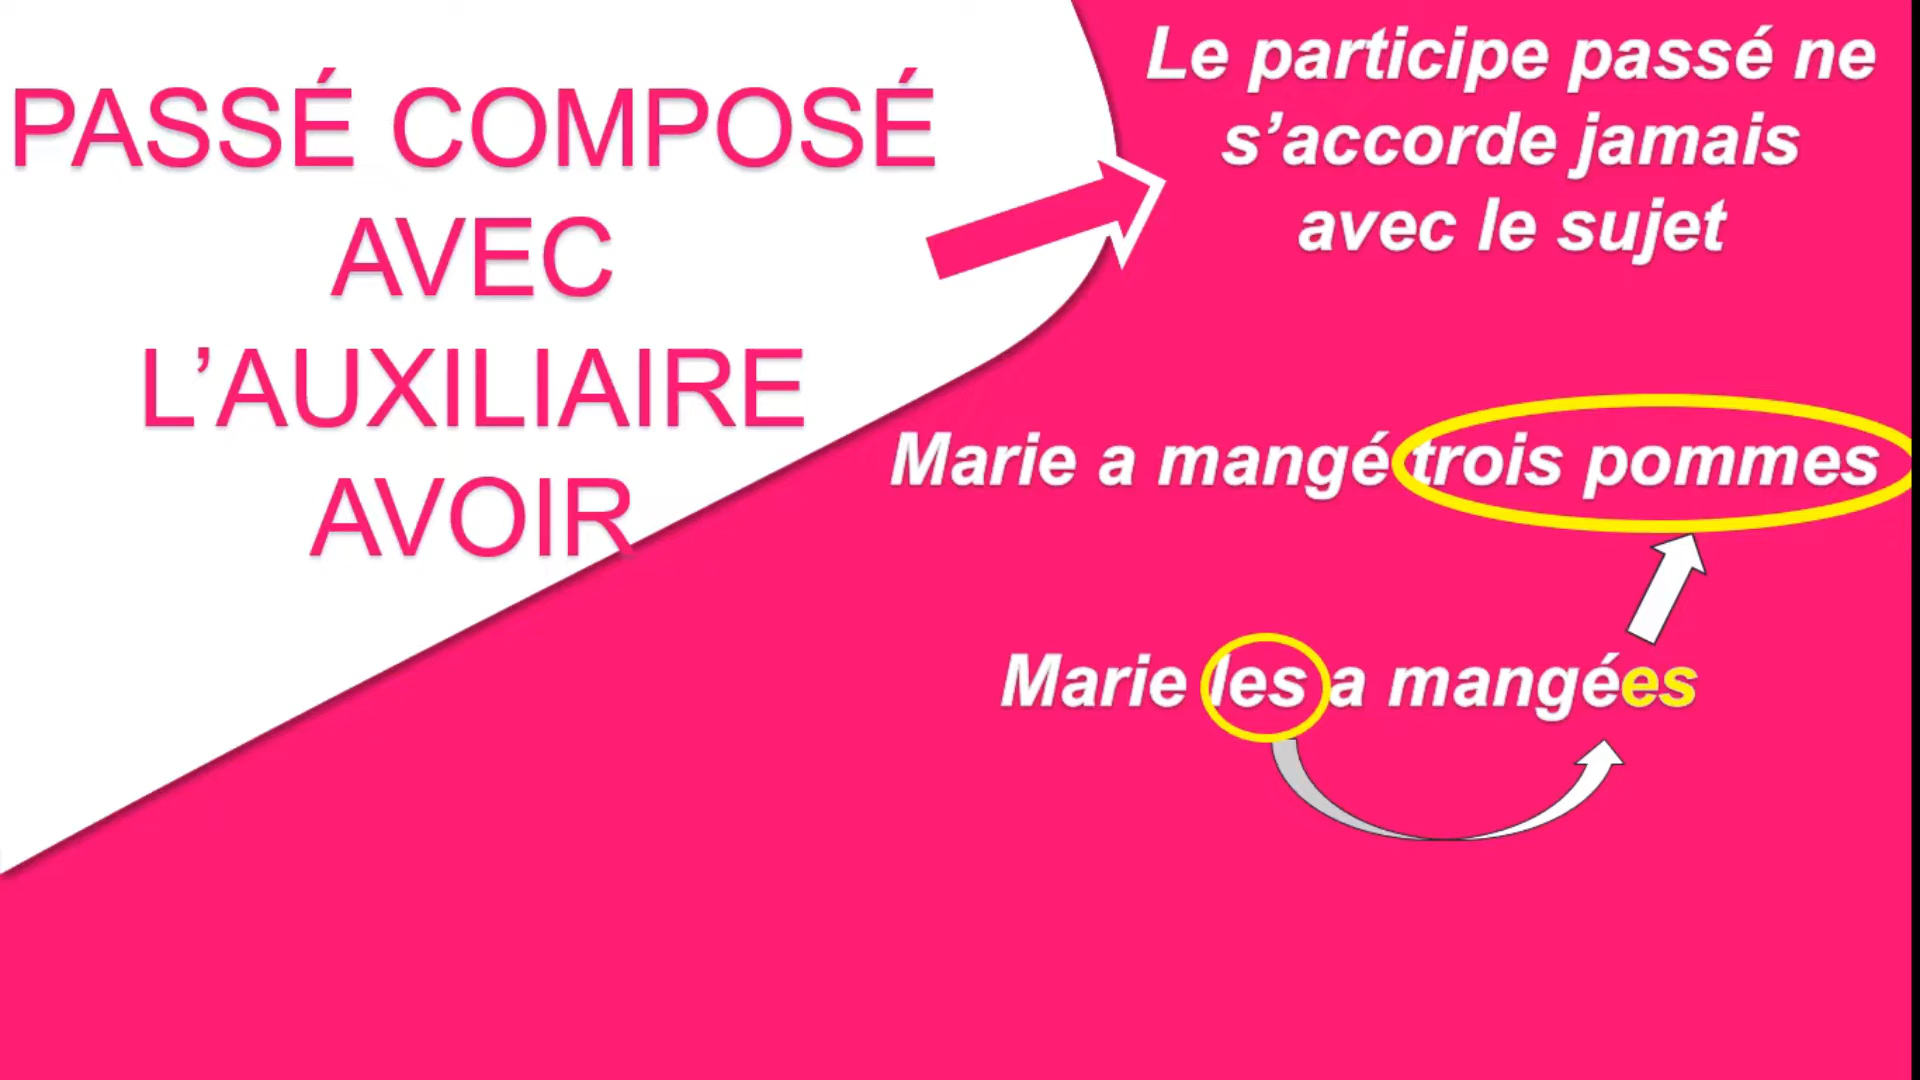 PASSÉ COMPOSÉ
AVEC
L’AUXILIAIRE
AVOIR
Le participe passé ne
s’accorde jamais
avec le sujet
Marie a mangé trois pommes
Marie les a mangées